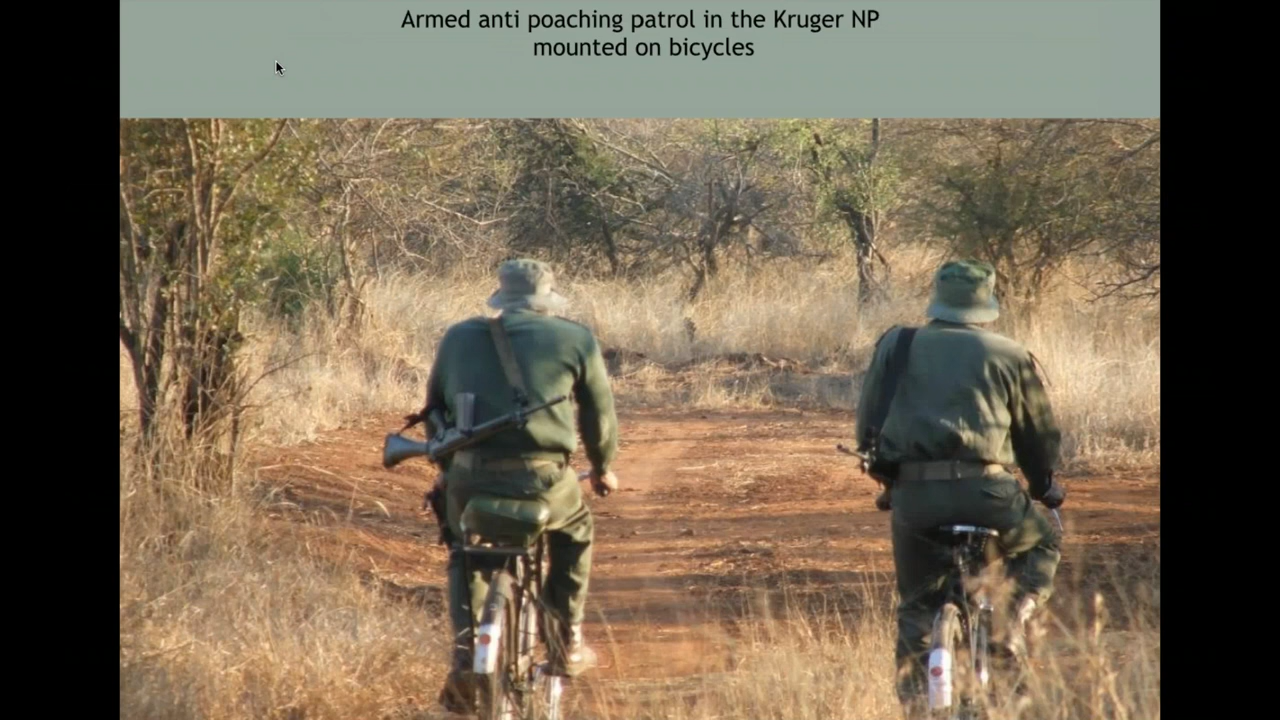 Armed anti poaching patrol in the Kruger NP
mounted on bicycles